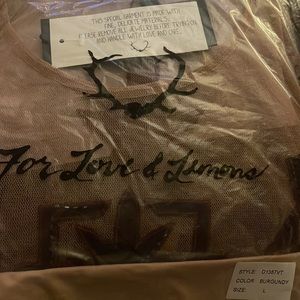 THIS SPECIAL GARMENT IS MADE WITH
FINE, DELICATE MATERIALS.
PLEASE REMOVE ALL JEWELRY BEFORE TRYING ON
AND HANDLE WITH LOVE AND CARE.
For Love & Lemons
STYLE: D1357VT
COLOR: BURGUNDY
SIZE: L